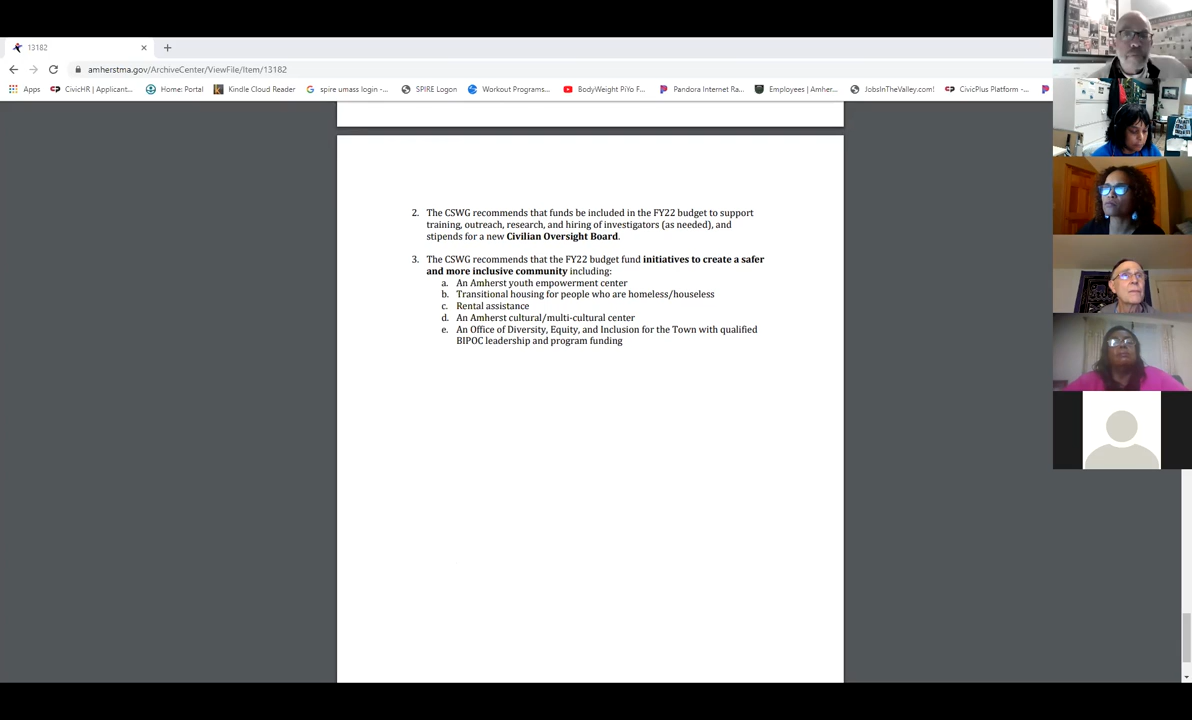 13182
amherstma.gov/ArchiveCenter/ViewFile/Item/13182
Apps CivicHR | Applicant... Home: Portal Kindle Cloud Reader spire umass login -... SPIRE Logon Workout Programs... BodyWeight PiYo F... Pandora Internet Ra... Employees | Amher... JobsInTheValley.com! CivicPlus Platform -...
2. The CSWG recommends that funds be included in the FY22 budget to support
training, outreach, research, and hiring of investigators (as needed), and
stipends for a new Civilian Oversight Board.
3. The CSWG recommends that the FY22 budget fund initiatives to create a safer
and more inclusive community including:
a. An Amherst youth empowerment center
b. Transitional housing for people who are homeless/houseless
c. Rental assistance
d. An Amherst cultural/multi-cultural center
e. An Office of Diversity, Equity, and Inclusion for the Town with qualified
BIPOC leadership and program funding